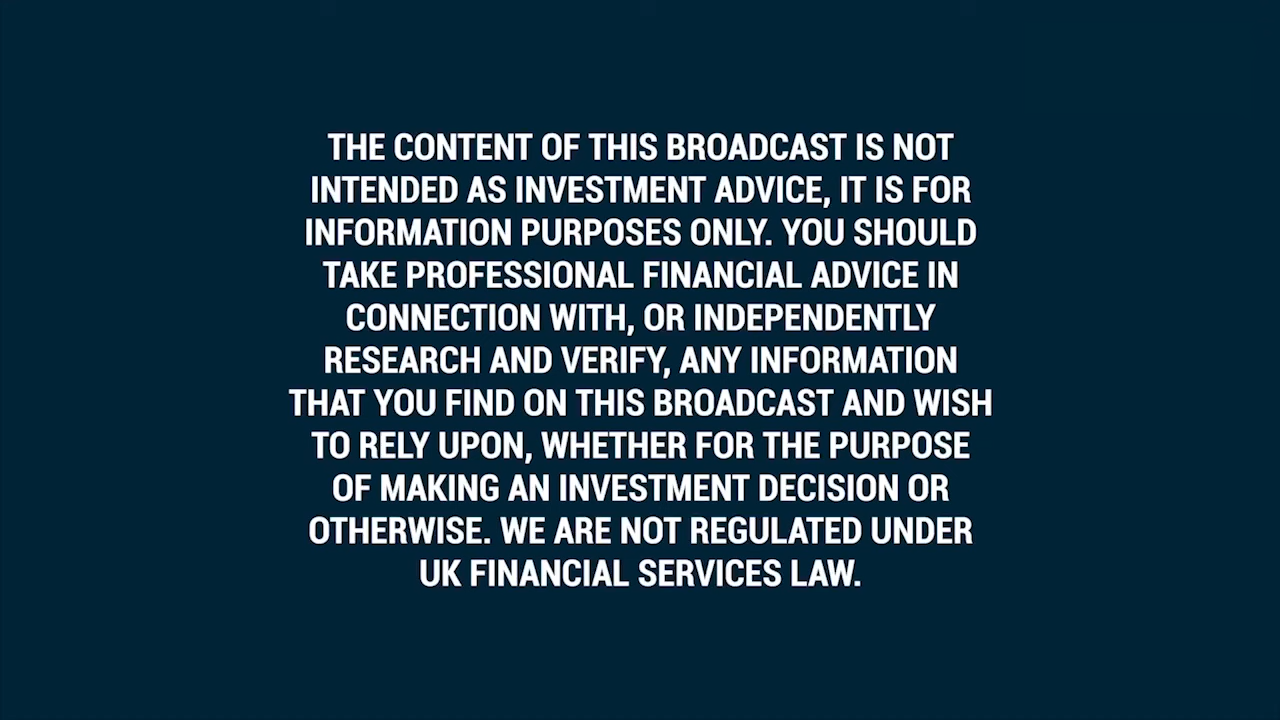 THE CONTENT OF THIS BROADCAST IS NOT
INTENDED AS INVESTMENT ADVICE, IT IS FOR
INFORMATION PURPOSES ONLY. YOU SHOULD
TAKE PROFESSIONAL FINANCIAL ADVICE IN
CONNECTION WITH, OR INDEPENDENTLY
RESEARCH AND VERIFY, ANY INFORMATION
THAT YOU FIND ON THIS BROADCAST AND WISH
TO RELY UPON, WHETHER FOR THE PURPOSE
OF MAKING AN INVESTMENT DECISION OR
OTHERWISE. WE ARE NOT REGULATED UNDER
UK FINANCIAL SERVICES LAW.